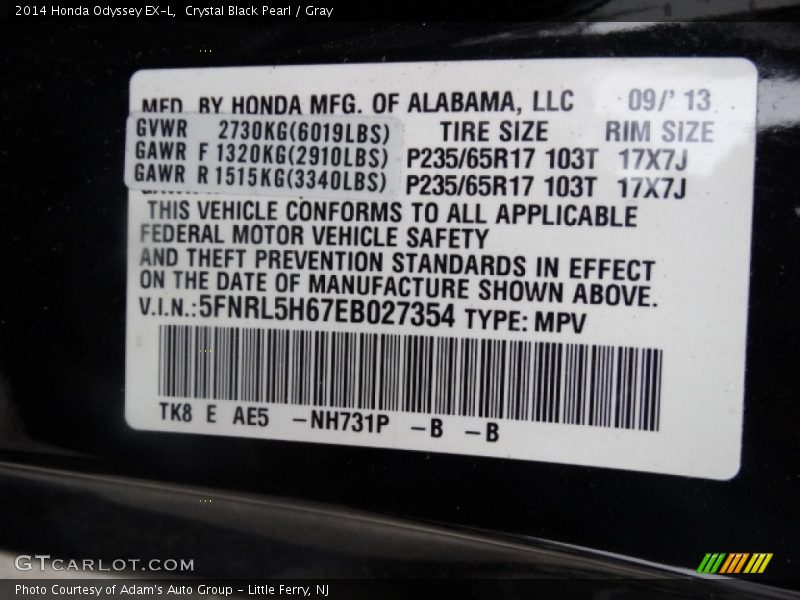 2014 Honda Odyssey EX-L,  Crystal Black Pearl / Gray
MFD. BY HONDA MFG. OF ALABAMA, LLC 09/'13
GVWR 2730KG(6019LBS) TIRE SIZE RIM SIZE
GAWR F 1320KG(2910LBS) P235/65R17 103T 17X7J
GAWR R 1515KG(3340LBS) P235/65R17 103T 17X7J
THIS VEHICLE CONFORMS TO ALL APPLICABLE
FEDERAL MOTOR VEHICLE SAFETY
AND THEFT PREVENTION STANDARDS IN EFFECT
ON THE DATE OF MANUFACTURE SHOWN ABOVE.
V.I.N.: 5FNRL5H67EB027354 TYPE: MPV
TK8 E AE5 -NH731P -B -B
GTCARLOT.COM
Photo Courtesy of Adam's Auto Group - Little Ferry, NJ